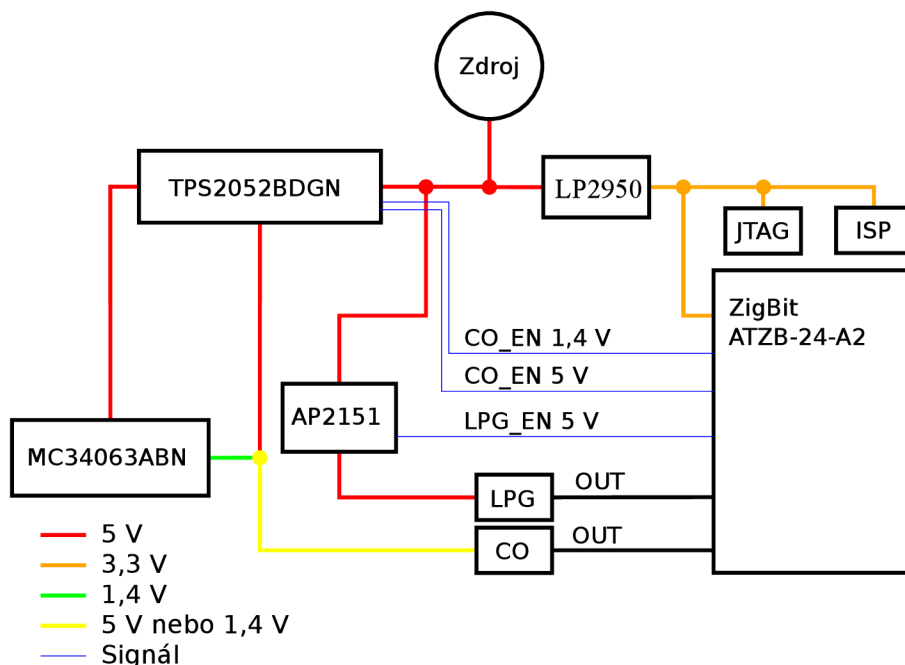 Zdroj
TPS2052BDGN
LP2950
JTAG
ISP
ZigBit
ATZB-24-A2
CO_EN 1,4 V
CO_EN 5 V
LPG_EN 5 V
AP2151
MC34063ABN
LPG
OUT
CO
OUT
5 V
3,3 V
1,4 V
5 V nebo 1,4 V
Signál